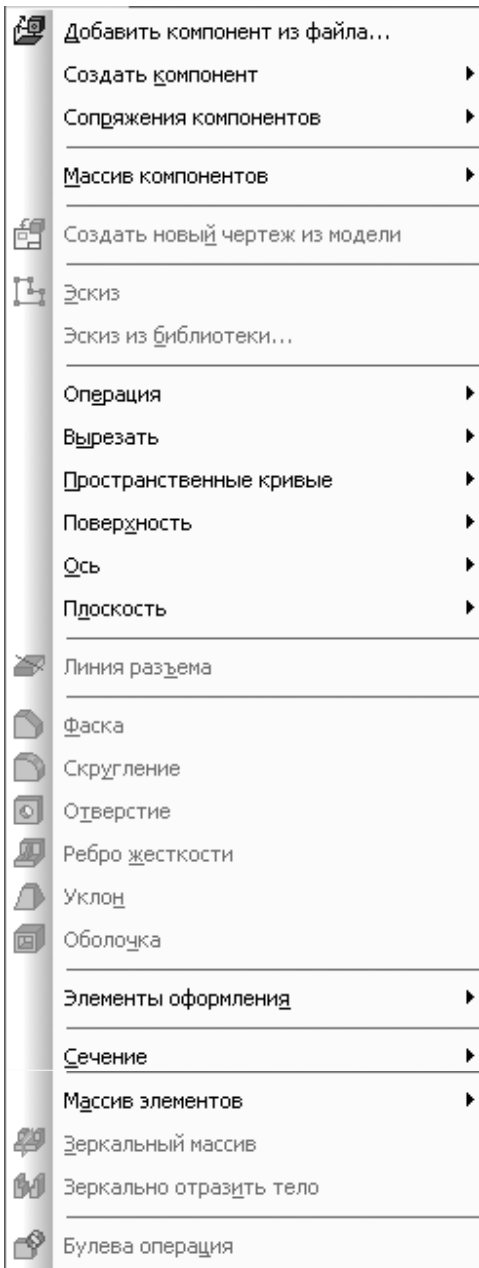 Добавить компонент из файла...
Создать компонент
Сопряжения компонентов
Массив компонентов
Создать новый чертеж из модели
Эскиз
Эскиз из библиотеки...
Операция
Вырезать
Пространственные кривые
Поверхность
Ось
Плоскость
Линия разъема
Фаска
Скругление
Отверстие
Ребро жесткости
Уклон
Оболочка
Элементы оформления
Сечение
Массив элементов
Зеркальный массив
Зеркально отразить тело
Булева операция